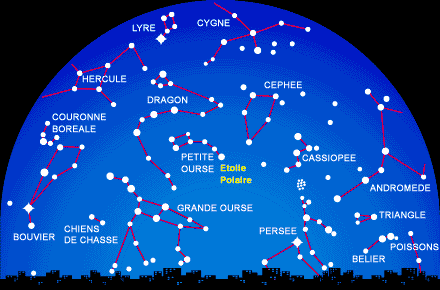 LYRE
CYGNE
HERCULE
CEPHEE
DRAGON
COURONNE
BOREALE
PETITE
OURSE
Etoile
Polaire
CASSIOPEE
ANDROMEDE
GRANDE OURSE
TRIANGLE
CHIENS
DE CHASSE
BOUVIER
PERSEE
POISSONS
BELIER